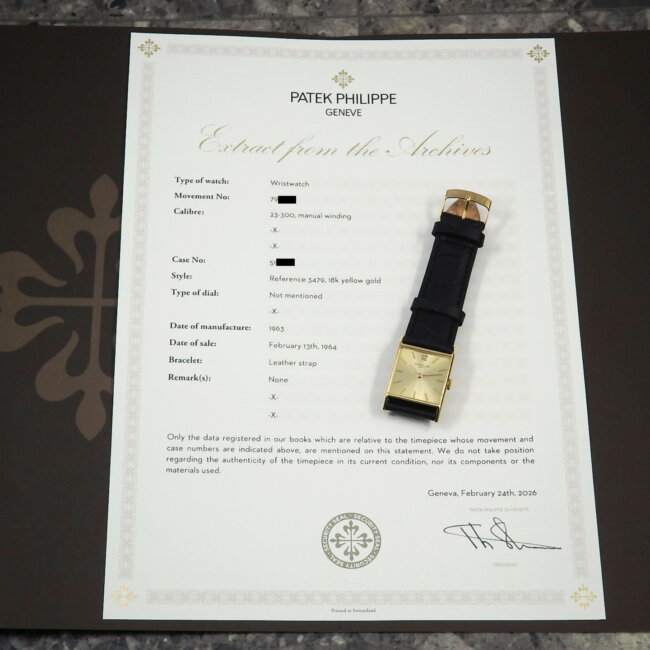 PATEK PHILIPPE
GENEVE
Extract from the Archives
Type of watch: Wristwatch
Movement No: 79
Calibre: 23-300, manual winding
-X-
-X-
Case No: 51
Style: Reference 3479, 18k yellow gold
Type of dial: Not mentioned
-X-
Date of manufacture: 1963
Date of sale: February 13th, 1964
Bracelet: Leather strap
Remark(s): None
-X-
-X-
Only the data registered in our books which are relative to the timepiece whose movement and
case numbers are indicated above, are mentioned on this statement. We do not take position
regarding the authenticity of the timepiece in its current condition, nor its components or the
materials used.
Geneva, February 24th, 2026
PATEK PHILIPPE SA GENEVE
PRESIDENT
SECURITY SEAL
Printed in Switzerland